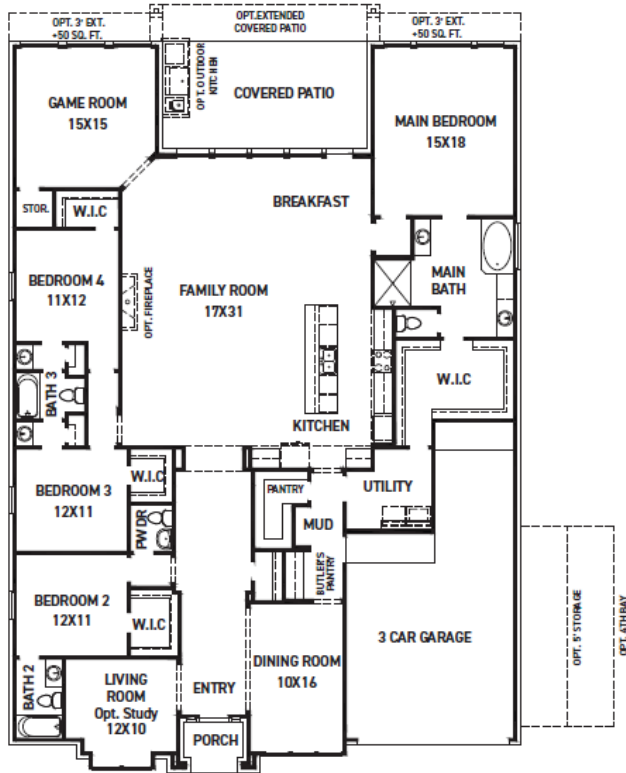 OPT. 3' EXT.
+50 SQ. FT.
OPT.EXTENDED
COVERED PATIO
OPT. 3' EXT.
+50 SQ. FT.
GAME ROOM
15X15
OPT. OUTDOOR
KITCHEN
COVERED PATIO
MAIN BEDROOM
15X18
STOR.
W.I.C
BREAKFAST
BEDROOM 4
11X12
OPT. FIREPLACE
FAMILY ROOM
17X31
MAIN
BATH
BATH 3
W.I.C
KITCHEN
BEDROOM 3
12X11
W.I.C
PANTRY
UTILITY
PWDR
MUD
BUTLER'S
PANTRY
BEDROOM 2
12X11
W.I.C
3 CAR GARAGE
OPT. 5' STORAGE
OPT. 4TH BAY
BATH 2
LIVING
ROOM
Opt. Study
12X10
ENTRY
DINING ROOM
10X16
PORCH